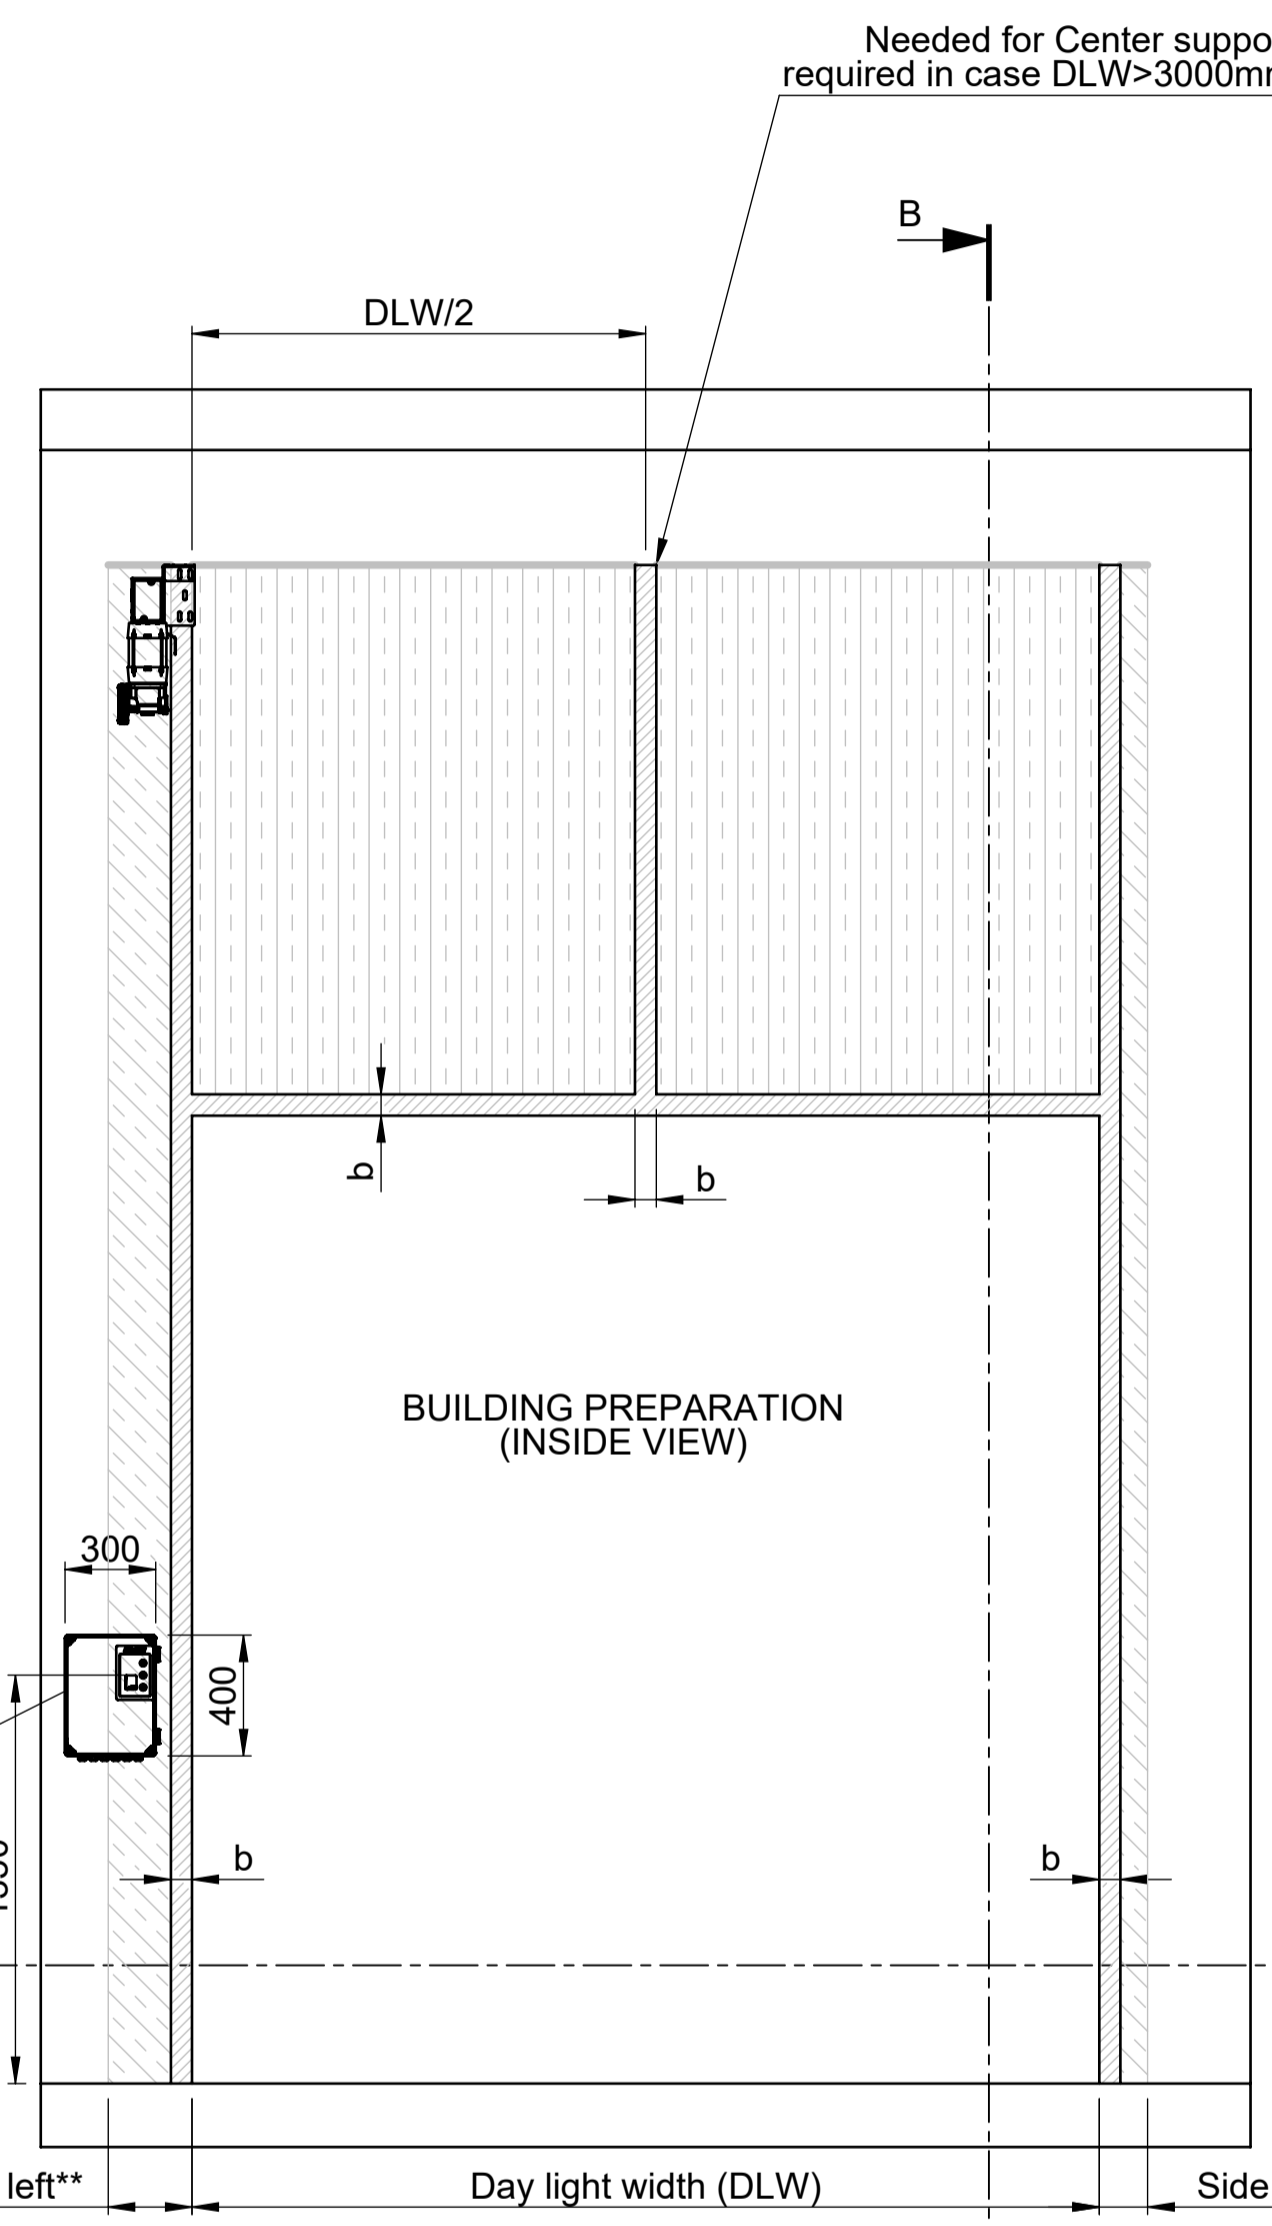 Needed for Center suppo
required in case DLW>3000mm
B
DLW/2
b
b
BUILDING PREPARATION
(INSIDE VIEW)
300
400
b
b
left**
Day light width (DLW)
Side